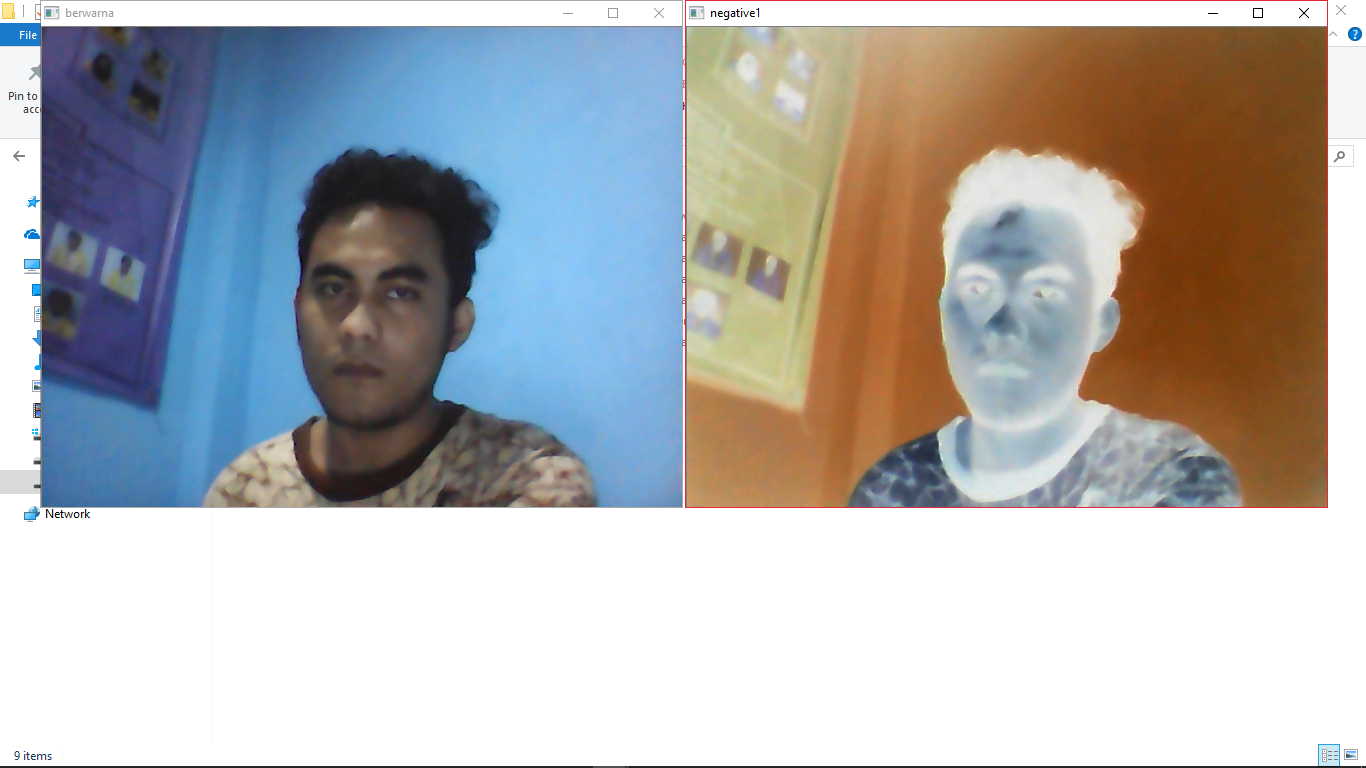 berwarna
negative1
File
Pin to
acc
Network
9 items